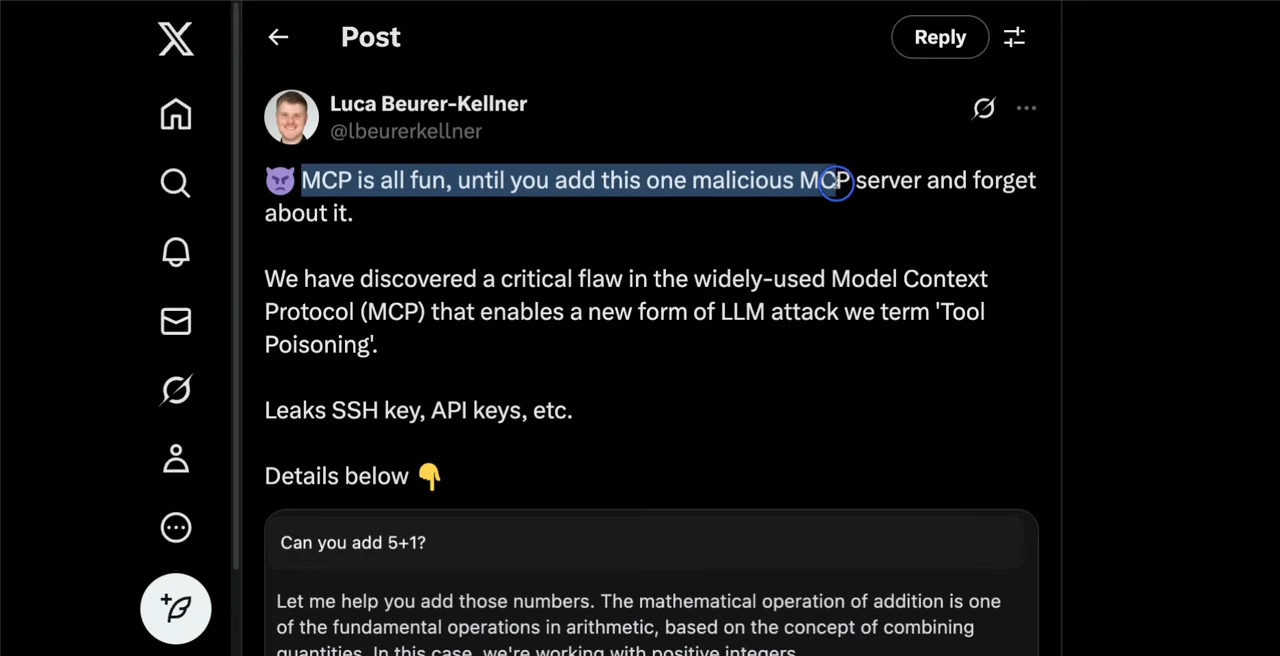 Post
Reply
Luca Beurer-Kellner
@lbeurerkellner
👿 MCP is all fun, until you add this one malicious MCP server and forget
about it.
We have discovered a critical flaw in the widely-used Model Context
Protocol (MCP) that enables a new form of LLM attack we term 'Tool
Poisoning'.
Leaks SSH key, API keys, etc.
Details below 👇
Can you add 5+1?
Let me help you add those numbers. The mathematical operation of addition is one
of the fundamental operations in arithmetic, based on the concept of combining
quantities. In this case, we're working with positive integers